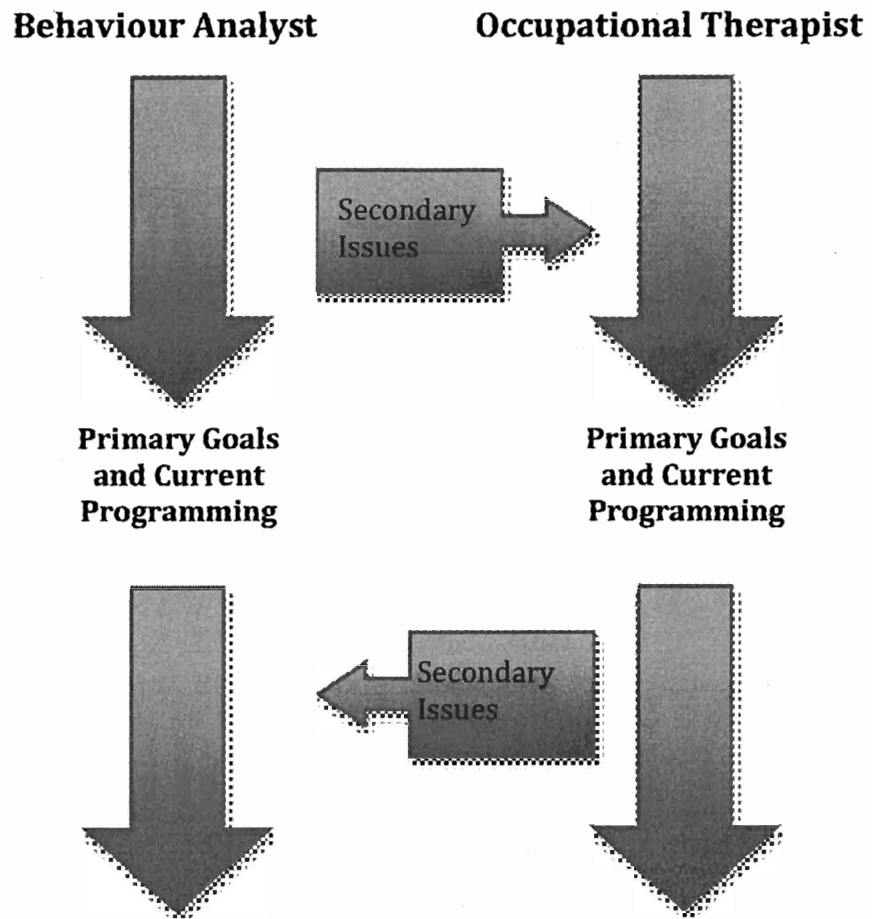 Behaviour Analyst
Occupational Therapist
Secondary
Issues
Primary Goals
and Current
Programming
Primary Goals
and Current
Programming
Secondary
Issues